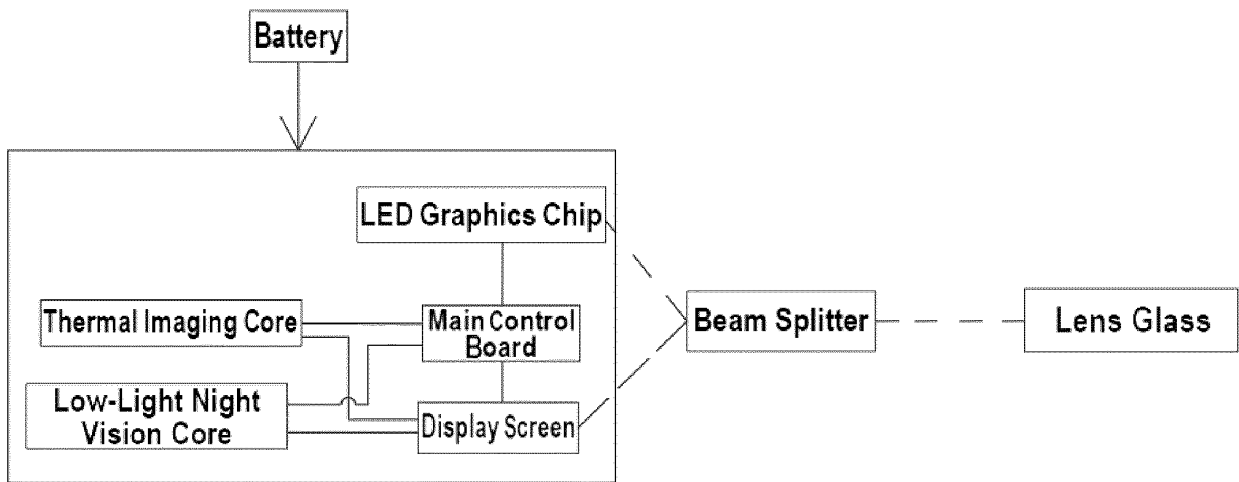 Battery
LED Graphics Chip
Thermal Imaging Core
Main Control
Board
Beam Splitter
Lens Glass
Low-Light Night
Vision Core
Display Screen